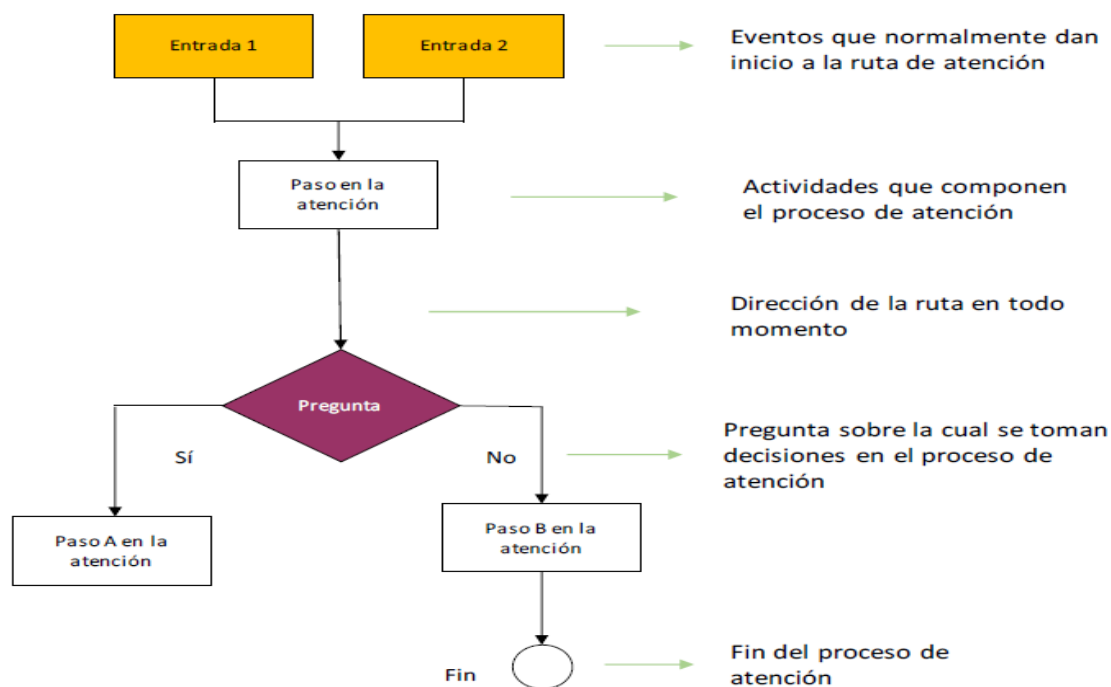 Entrada 1
Entrada 2
Eventos que normalmente dan
inicio a la ruta de atención
Paso en la
atención
Actividades que componen
el proceso de atención
Dirección de la ruta en todo
momento
Pregunta
Sí
No
Pregunta sobre la cual se toman
decisiones en el proceso de
atención
Paso A en la
atención
Paso B en la
atención
Fin
Fin del proceso de
atención